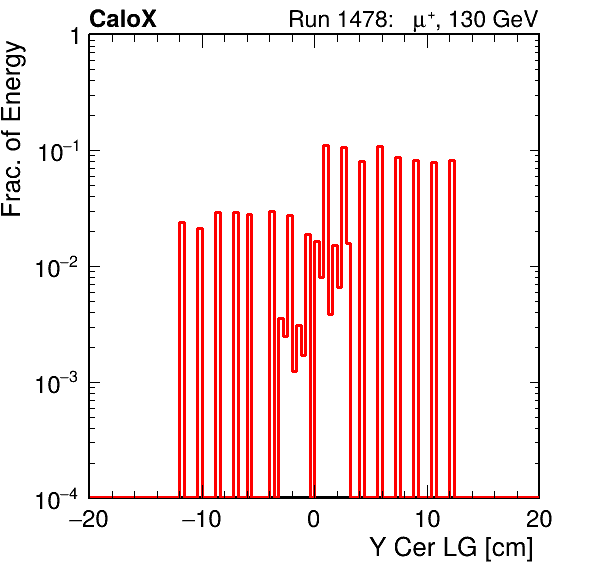 CaloX Run 1478: μ⁺, 130 GeV
Frac. of Energy
1
10⁻¹
10⁻²
10⁻³
10⁻⁴
−20 −10 0 10 20
Y Cer LG [cm]